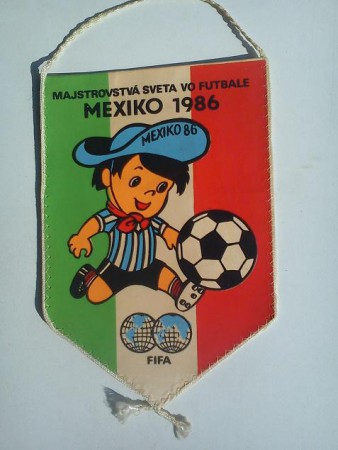 MAJSTROVSTVÁ SVETA VO FUTBALE
MEXIKO 1986
MEXIKO 86
FIFA